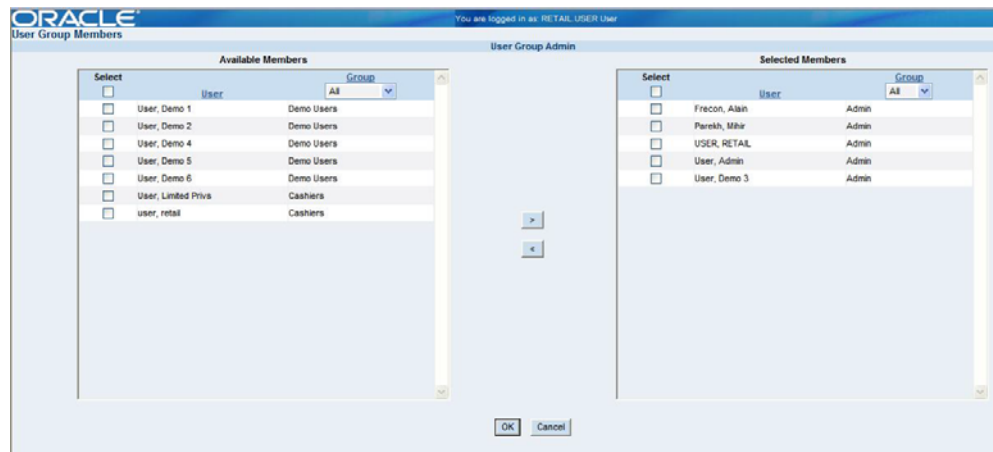 ORACLE
You are logged in as: RETAIL USER User
User Group Members
User Group Admin
Available Members
Select User Group
All
User, Demo 1 Demo Users
User, Demo 2 Demo Users
User, Demo 4 Demo Users
User, Demo 5 Demo Users
User, Demo 6 Demo Users
User, Limited Privs Cashiers
user, retail Cashiers
>
<
Selected Members
Select User Group
All
Frecon, Alain Admin
Parekh, Mihir Admin
USER, RETAIL Admin
User, Admin Admin
User, Demo 3 Admin
OK Cancel